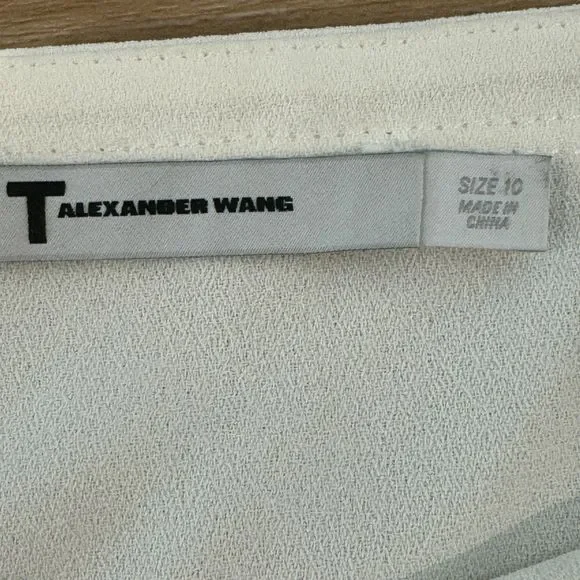 T ALEXANDER WANG
SIZE 10
MADE IN
CHINA